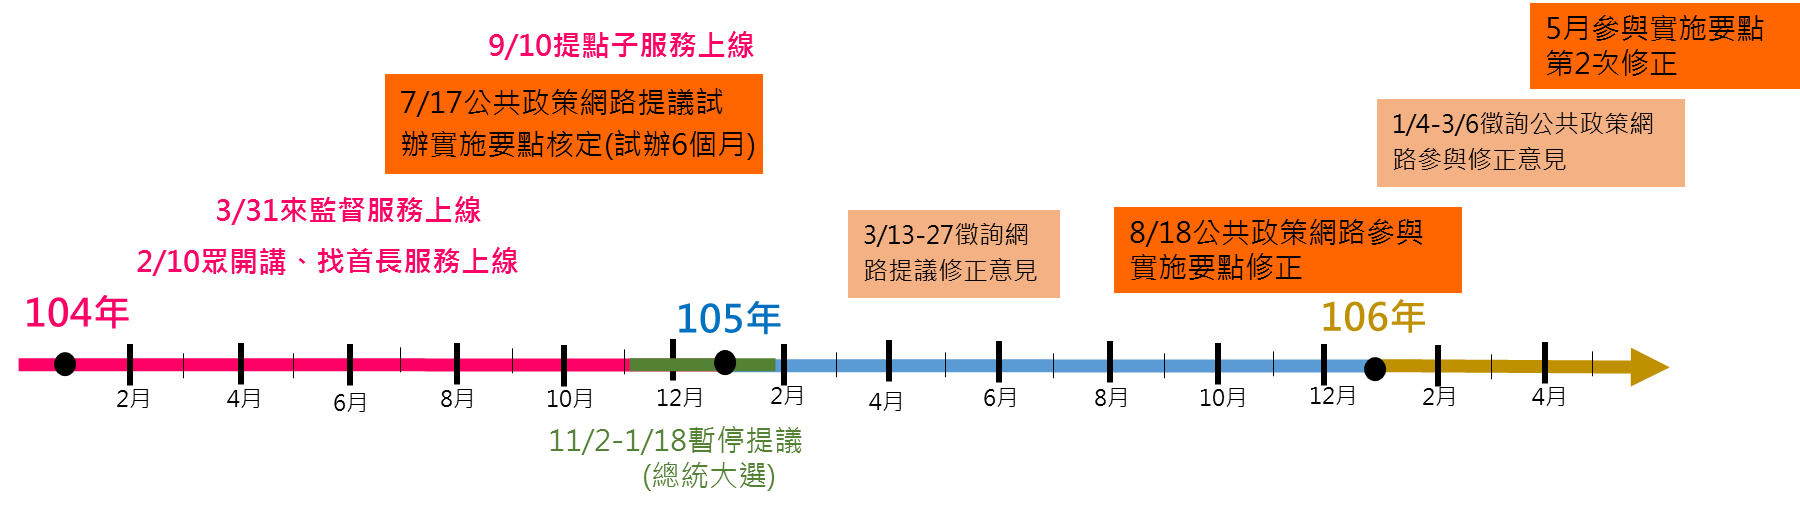 9/10提點子服務上線
7/17公共政策網路提議試
辦實施要點核定(試辦6個月)
3/31來監督服務上線
2/10眾開講、找首長服務上線
5月參與實施要點
第2次修正
1/4-3/6徵詢公共政策網
路參與修正意見
3/13-27徵詢網
路提議修正意見
8/18公共政策網路參與
實施要點修正
104年
105年
106年
2月
4月
6月
8月
10月
12月
2月
4月
6月
8月
10月
12月
2月
4月
11/2-1/18暫停提議
(總統大選)